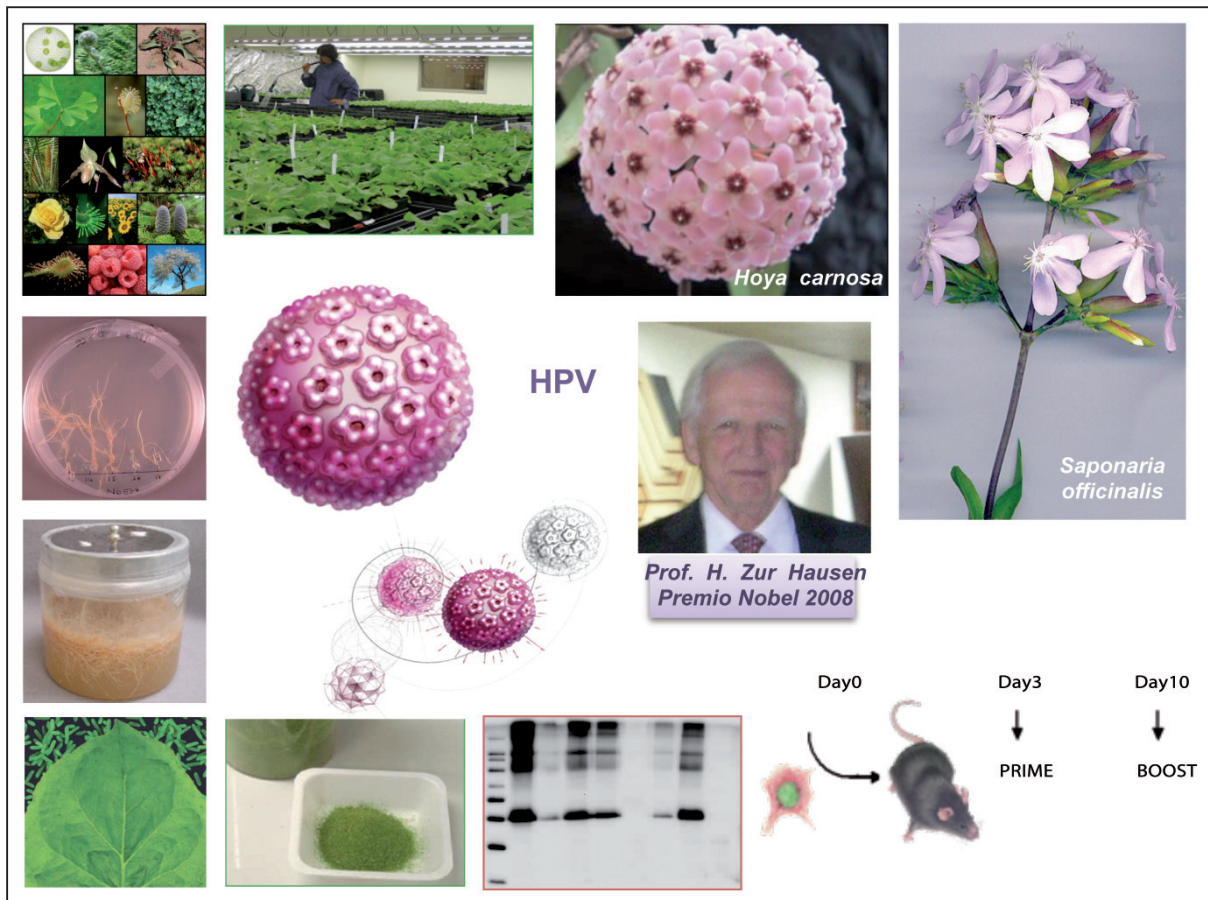 Hoya carnosa
HPV
Saponaria
officinalis
Prof. H. Zur Hausen
Premio Nobel 2008
Day0
Day3
Day10
PRIME
BOOST